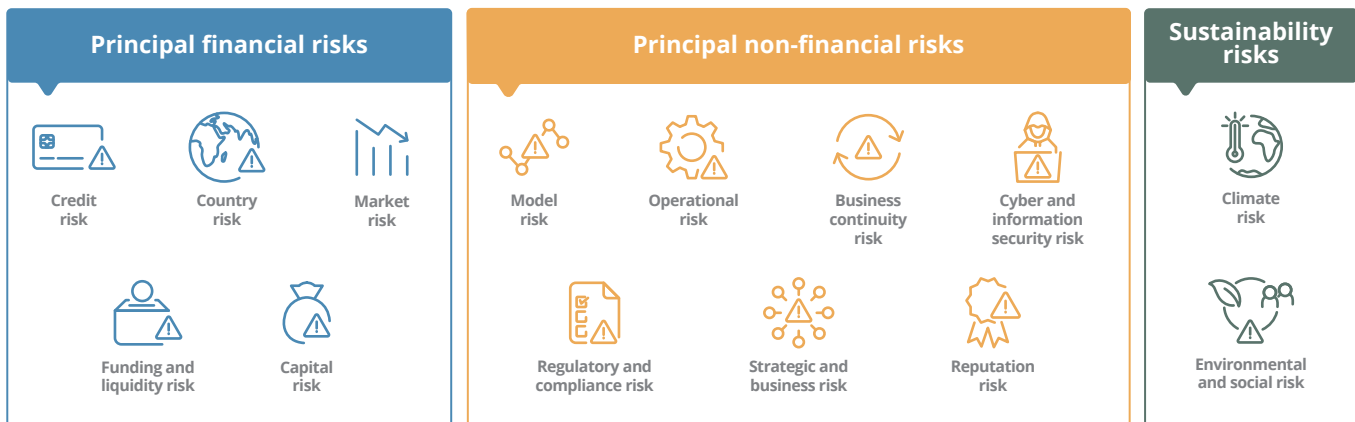 Principal financial risks
Credit
risk
Country
risk
Market
risk
Funding and
liquidity risk
Capital
risk
Principal non-financial risks
Model
risk
Operational
risk
Business
continuity
risk
Cyber and
information
security risk
Regulatory and
compliance risk
Strategic and
business risk
Reputation
risk
Sustainability
risks
Climate
risk
Environmental
and social risk